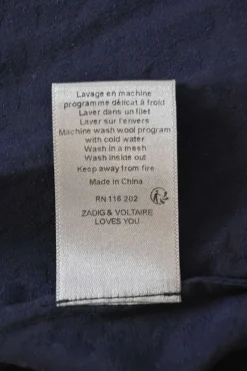 Lavage en machine
programme délicat à froid
Laver dans un filet
Laver sur l'envers
Machine wash wool program
with cold water
Wash in a mesh
Wash inside out
Keep away from fire
Made in China
RN 116 202
ZADIG & VOLTAIRE
LOVES YOU